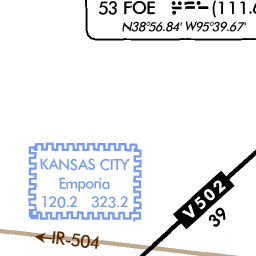 53 FOE (111.6
N38°56.84' W95°39.67'
KANSAS CITY
Emporia
120.2 323.2
V502
39
IR-504